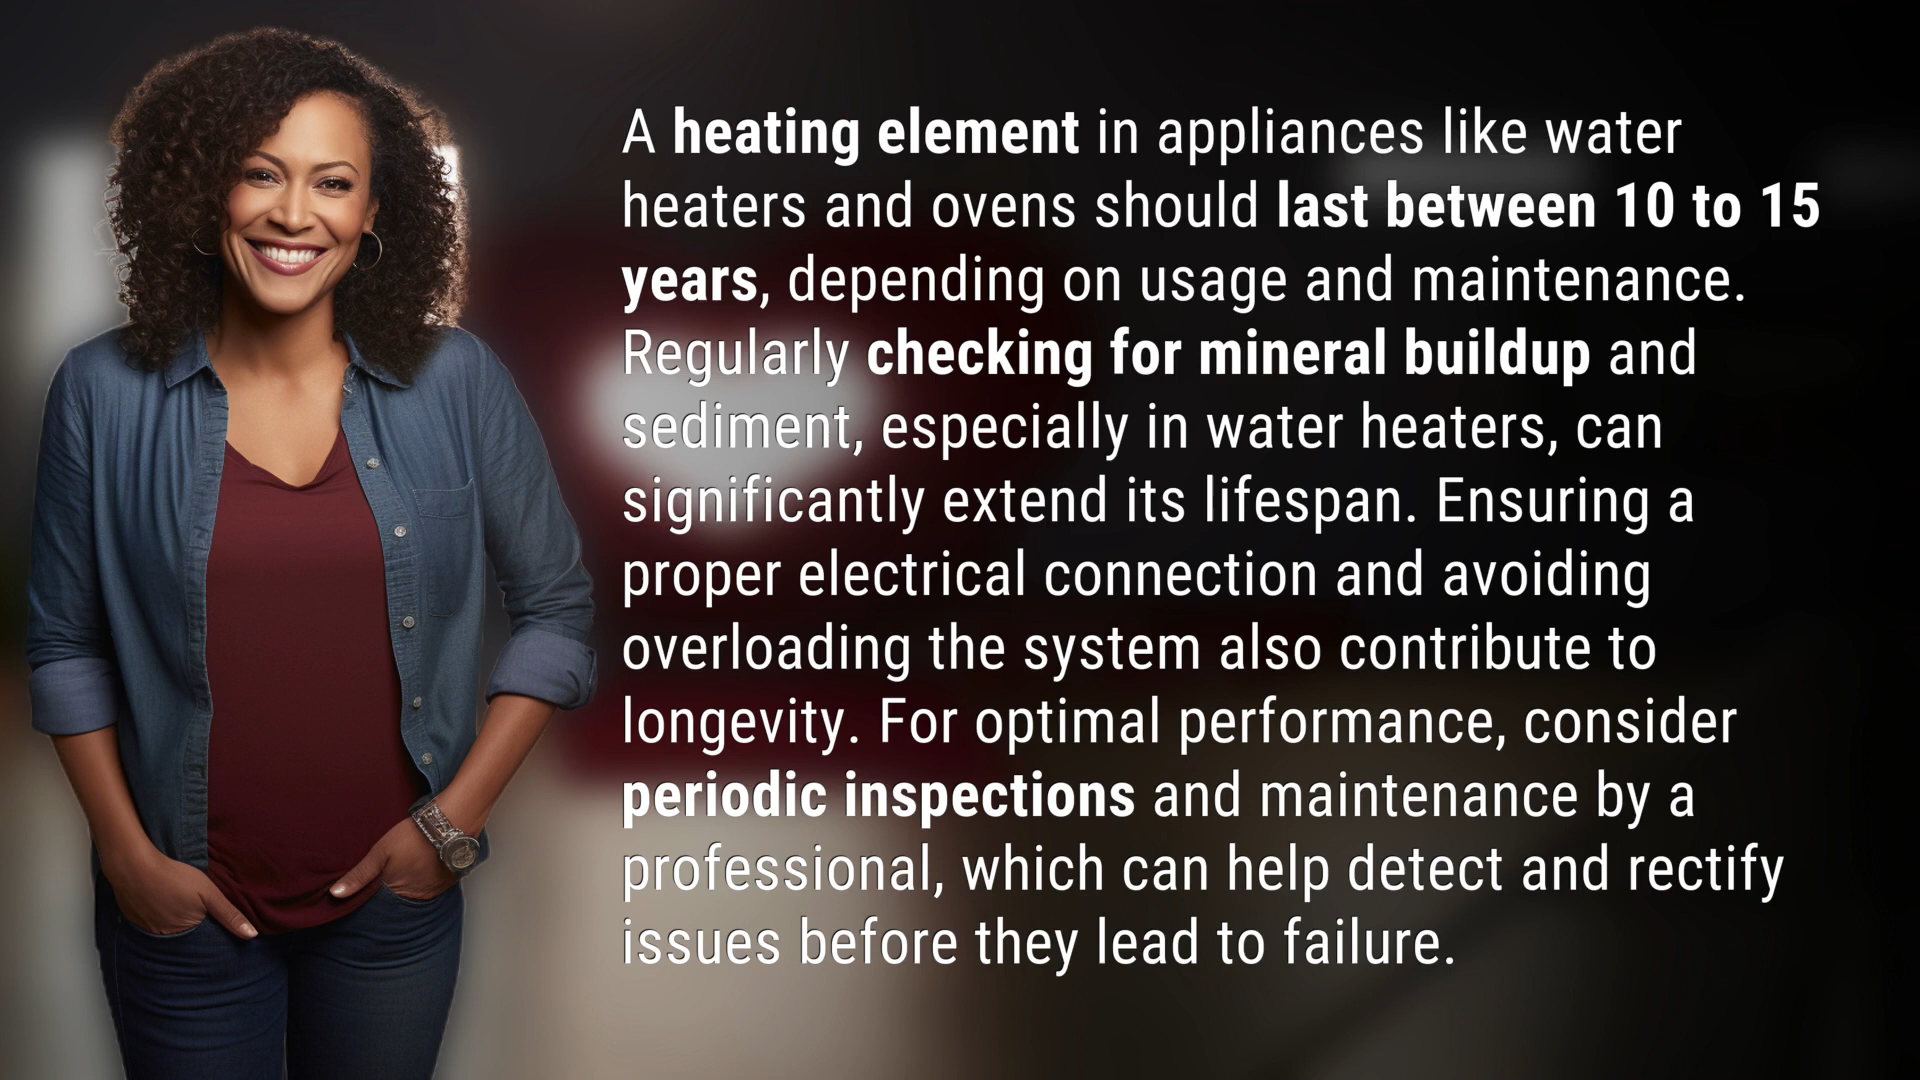 A heating element in appliances like water
heaters and ovens should last between 10 to 15
years, depending on usage and maintenance.
Regularly checking for mineral buildup and
sediment, especially in water heaters, can
significantly extend its lifespan. Ensuring a
proper electrical connection and avoiding
overloading the system also contribute to
longevity. For optimal performance, consider
periodic inspections and maintenance by a
professional, which can help detect and rectify
issues before they lead to failure.